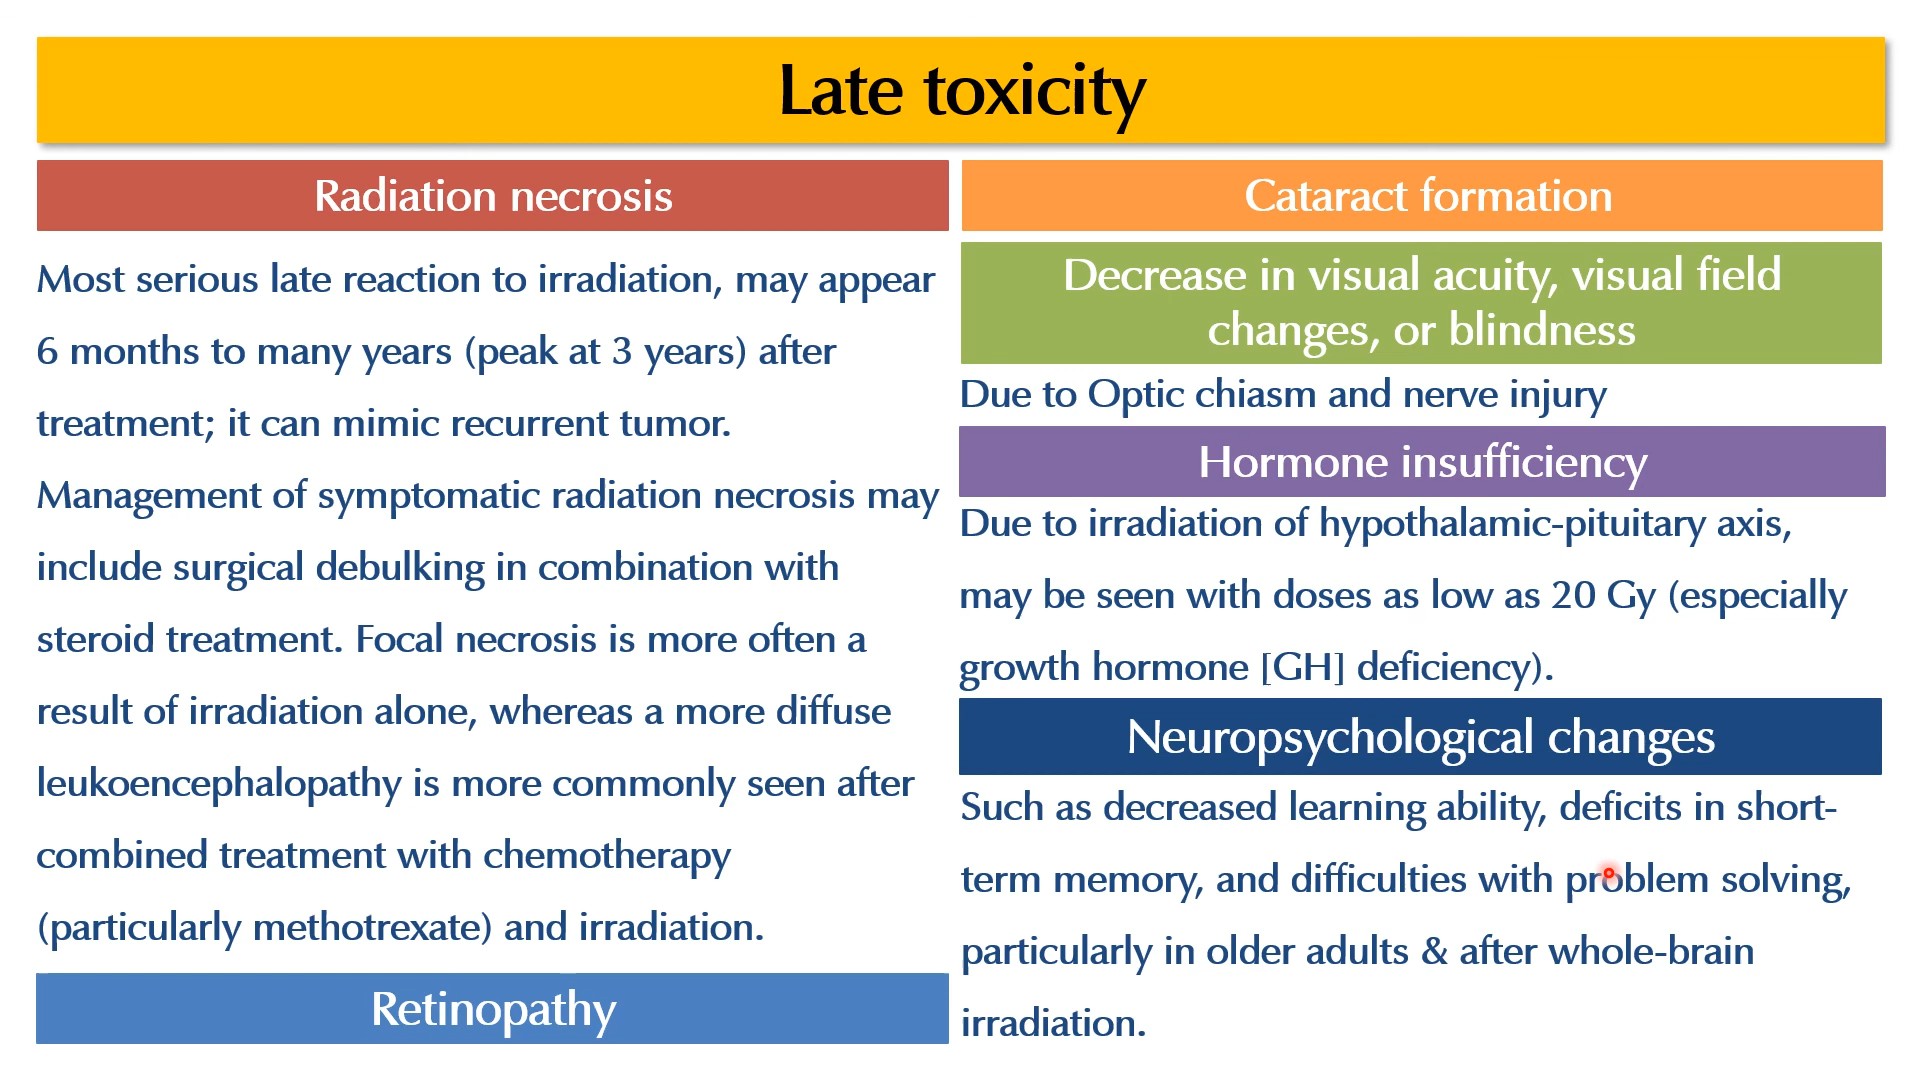 Late toxicity
Radiation necrosis
Most serious late reaction to irradiation, may appear
6 months to many years (peak at 3 years) after
treatment; it can mimic recurrent tumor.
Management of symptomatic radiation necrosis may
include surgical debulking in combination with
steroid treatment. Focal necrosis is more often a
result of irradiation alone, whereas a more diffuse
leukoencephalopathy is more commonly seen after
combined treatment with chemotherapy
(particularly methotrexate) and irradiation.
Retinopathy
Cataract formation
Decrease in visual acuity, visual field
changes, or blindness
Due to Optic chiasm and nerve injury
Hormone insufficiency
Due to irradiation of hypothalamic-pituitary axis,
may be seen with doses as low as 20 Gy (especially
growth hormone [GH] deficiency).
Neuropsychological changes
Such as decreased learning ability, deficits in short-
term memory, and difficulties with problem solving,
particularly in older adults & after whole-brain
irradiation.